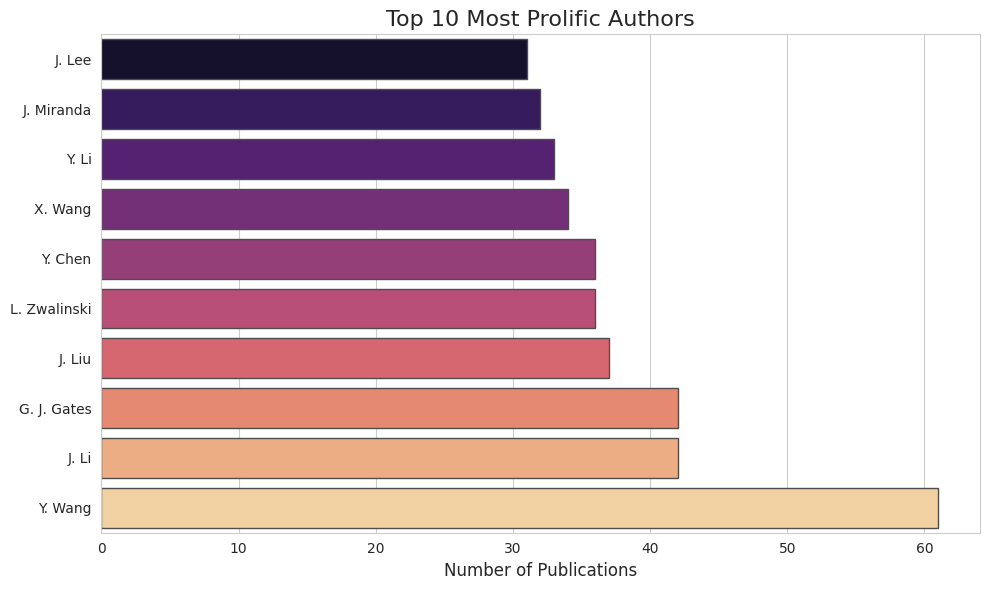 Top 10 Most Prolific Authors
J. Lee
J. Miranda
Y. Li
X. Wang
Y. Chen
L. Zwalinski
J. Liu
G. J. Gates
J. Li
Y. Wang
0 10 20 30 40 50 60
Number of Publications